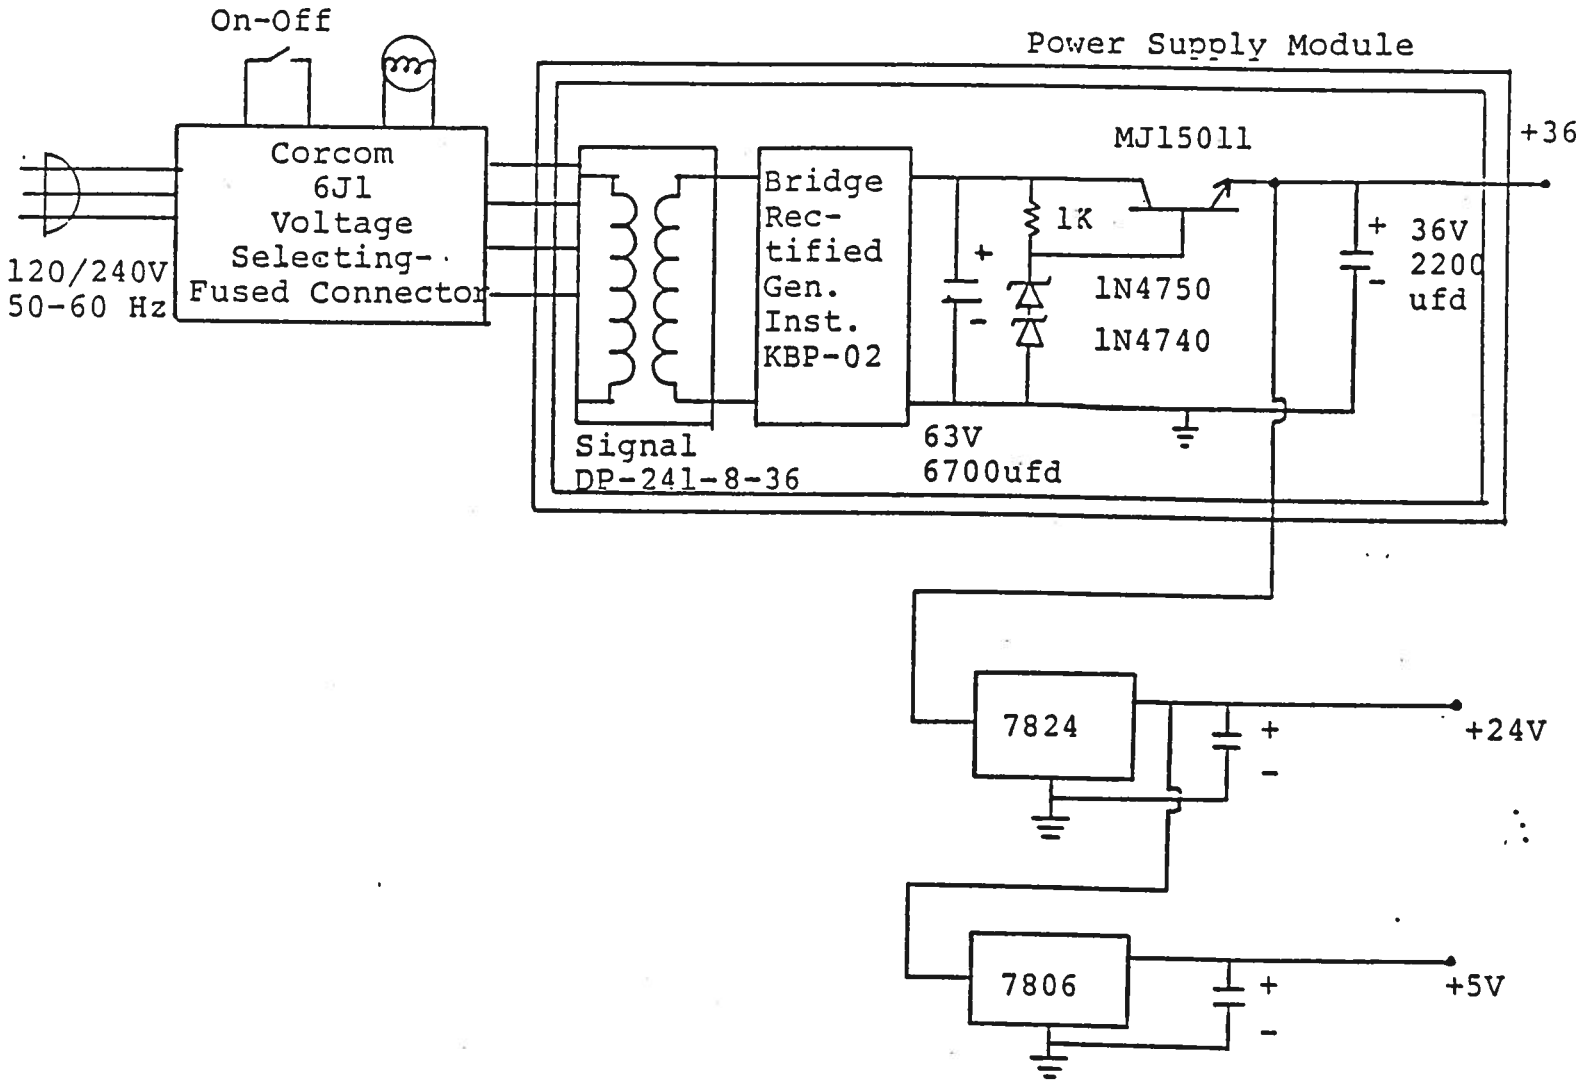 On-Off
Power Supply Module
Corcom
6J1
Voltage
Selecting-
Fused Connector
120/240V
50-60 Hz
Bridge
Rec-
tified
Gen.
Inst.
KBP-02
MJ15011
+36
1K
+
-
1N4750
1N4740
+
-
36V
2200
ufd
Signal
DP-241-8-36
63V
6700ufd
7824
+
-
+24V
7806
+
-
+5V